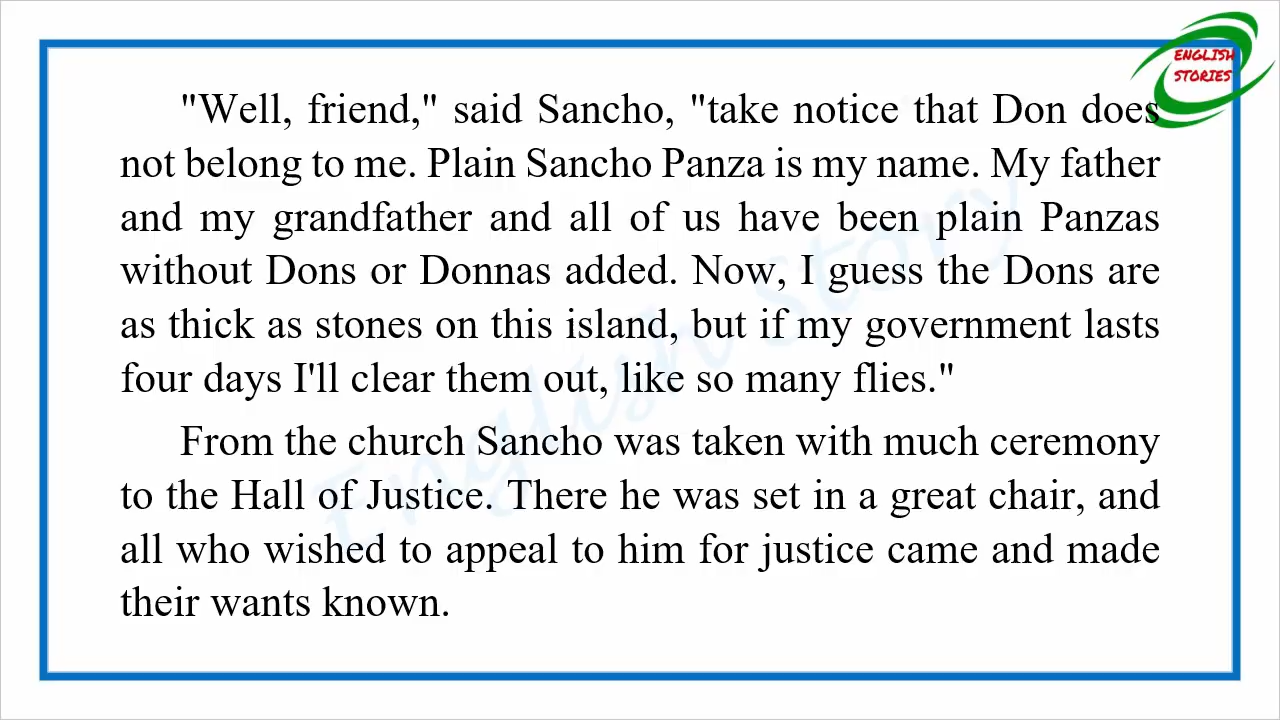 ENGLISH
STORIES
"Well, friend," said Sancho, "take notice that Don does
not belong to me. Plain Sancho Panza is my name. My father
and my grandfather and all of us have been plain Panzas
without Dons or Donnas added. Now, I guess the Dons are
as thick as stones on this island, but if my government lasts
four days I'll clear them out, like so many flies."
From the church Sancho was taken with much ceremony
to the Hall of Justice. There he was set in a great chair, and
all who wished to appeal to him for justice came and made
their wants known.
English Story